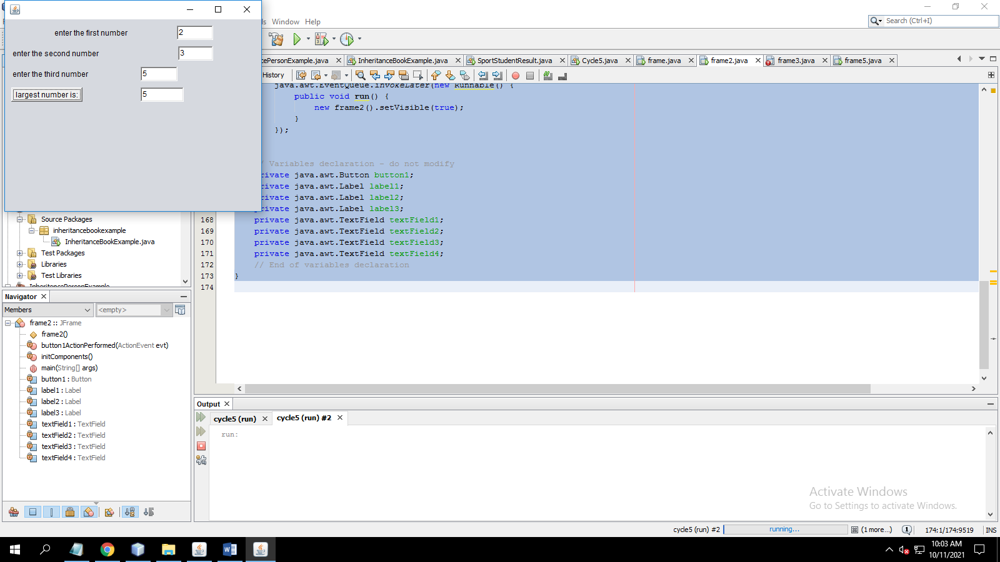 enter the first number 2
enter the second number 3
enter the third number 5
largest number is: 5
Window Help
Search (Ctrl+I)
cePersonExample.java InheritanceBookExample.java SportStudentResult.java Cycle5.java frame.java frame2.java frame3.java frame5.java
History
java.awt.EventQueue.invokeLater(new Runnable() {
public void run() {
new frame2().setVisible(true);
}
});
Variables declaration - do not modify
private java.awt.Button button1;
private java.awt.Label label1;
private java.awt.Label label2;
private java.awt.Label label3;
168 private java.awt.TextField textField1;
169 private java.awt.TextField textField2;
170 private java.awt.TextField textField3;
171 private java.awt.TextField textField4;
172 // End of variables declaration
173 }
174
Source Packages
inheritancebookexample
InheritanceBookExample.java
Test Packages
Libraries
Test Libraries
InheritencePersonExample
Navigator
Members <empty>
frame2 :: JFrame
frame2()
button1ActionPerformed(ActionEvent evt)
initComponents()
main(String[] args)
button1 : Button
label1 : Label
label2 : Label
label3 : Label
textField1 : TextField
textField2 : TextField
textField3 : TextField
textField4 : TextField
Output
cycle5 (run) cycle5 (run) #2
run:
Activate Windows
Go to Settings to activate Windows.
cycle5 (run) #2 running... (1 more...) 1 174:1/174:9519 INS
10:03 AM
10/11/2021